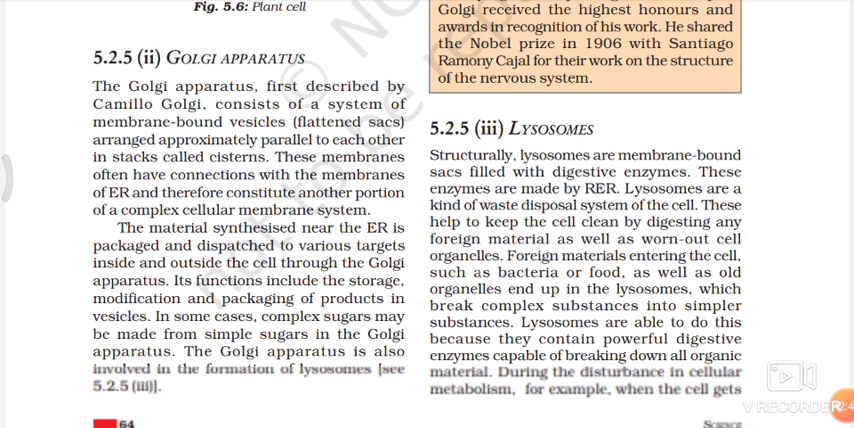 Fig. 5.6: Plant cell
5.2.5 (ii) GOLGI APPARATUS
The Golgi apparatus, first described by
Camillo Golgi, consists of a system of
membrane-bound vesicles (flattened sacs)
arranged approximately parallel to each other
in stacks called cisterns. These membranes
often have connections with the membranes
of ER and therefore constitute another portion
of a complex cellular membrane system.
The material synthesised near the ER is
packaged and dispatched to various targets
inside and outside the cell through the Golgi
apparatus. Its functions include the storage,
modification and packaging of products in
vesicles. In some cases, complex sugars may
be made from simple sugars in the Golgi
apparatus. The Golgi apparatus is also
involved in the formation of lysosomes [see
5.2.5 (iii)].
64
Golgi received the highest honours and
awards in recognition of his work. He shared
the Nobel prize in 1906 with Santiago
Ramony Cajal for their work on the structure
of the nervous system.
5.2.5 (iii) LYSOSOMES
Structurally, lysosomes are membrane-bound
sacs filled with digestive enzymes. These
enzymes are made by RER. Lysosomes are a
kind of waste disposal system of the cell. These
help to keep the cell clean by digesting any
foreign material as well as worn-out cell
organelles. Foreign materials entering the cell,
such as bacteria or food, as well as old
organelles end up in the lysosomes, which
break complex substances into simpler
substances. Lysosomes are able to do this
because they contain powerful digestive
enzymes capable of breaking down all organic
material. During the disturbance in cellular
metabolism, for example, when the cell gets
SCIENCE
© NC
not to be rep
V RECORDER